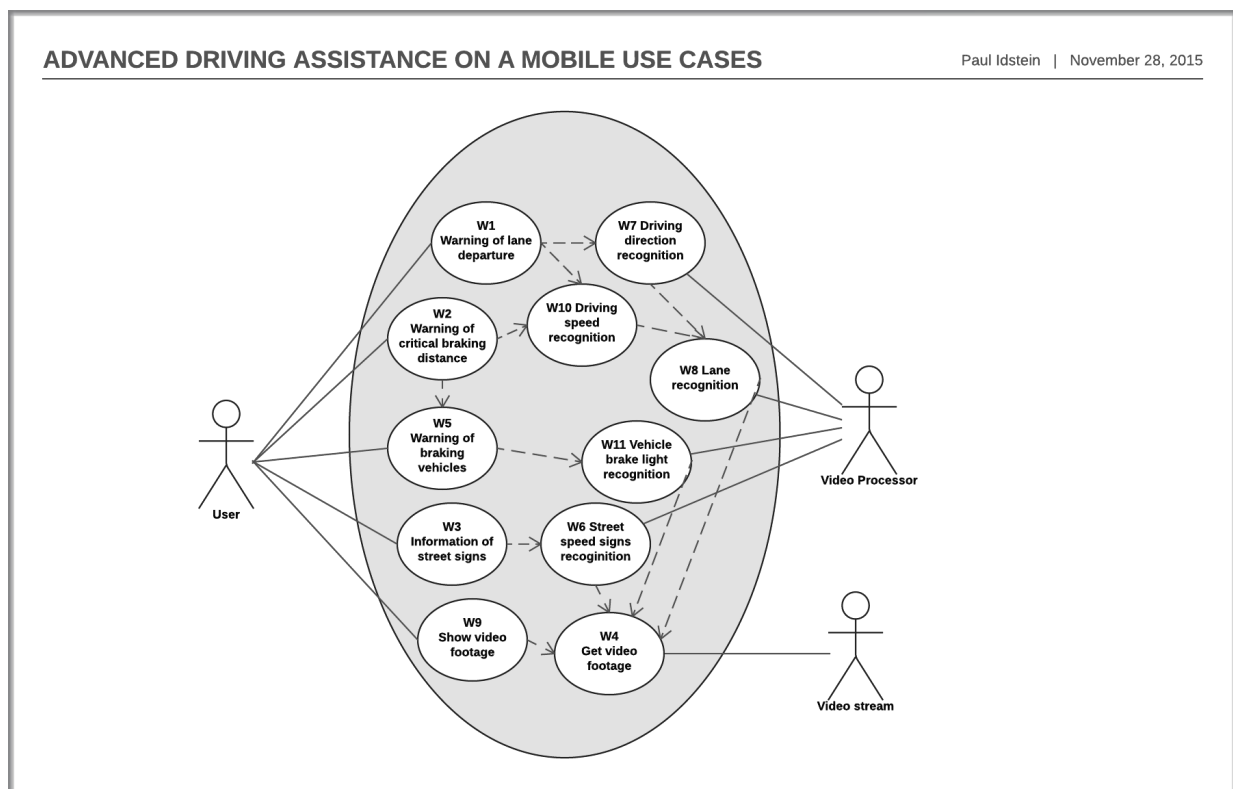 ADVANCED DRIVING ASSISTANCE ON A MOBILE USE CASES
Paul Idstein | November 28, 2015
W1
Warning of lane
departure
W7 Driving
direction
recognition
W2
Warning of
critical braking
distance
W10 Driving
speed
recognition
W8 Lane
recognition
W5
Warning of
braking
vehicles
W11 Vehicle
brake light
recognition
Video Processor
User
W3
Information of
street signs
W6 Street
speed signs
recoginition
W9
Show video
footage
W4
Get video
footage
Video stream